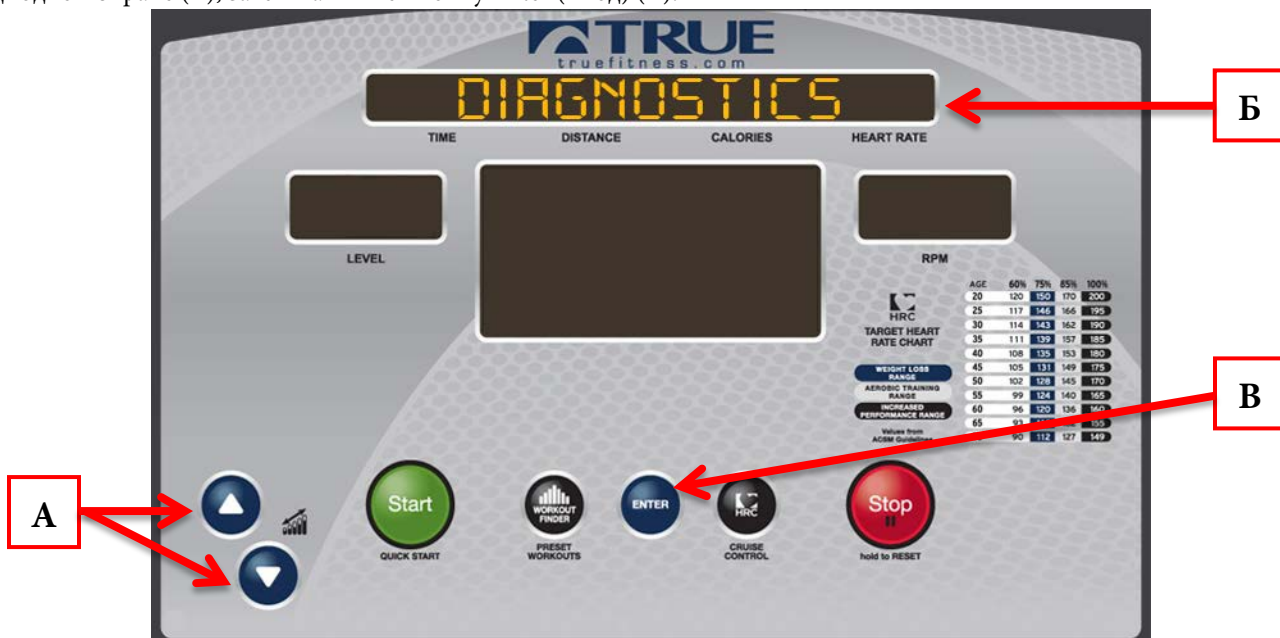 TRUE
truefitness.com
DIAGNOSTICS
TIME DISTANCE CALORIES HEART RATE
Б
LEVEL
RPM
HRC
TARGET HEART
RATE CHART
WEIGHT LOSS
RANGE
AEROBIC TRAINING
RANGE
INCREASED
PERFORMANCE RANGE
Values from
ACSM Guidelines
AGE 60% 75% 85% 100%
20 120 150 170 200
25 117 146 166 195
30 114 143 162 190
35 111 139 157 185
40 108 135 153 180
45 105 131 149 175
50 102 128 145 170
55 99 124 140 165
60 96 120 136 160
65 93 155
90 112 127 149
В
А
Start
QUICK START
WORKOUT
FINDER
PRESET
WORKOUTS
ENTER
HRC
CRUISE
CONTROL
Stop
hold to RESET